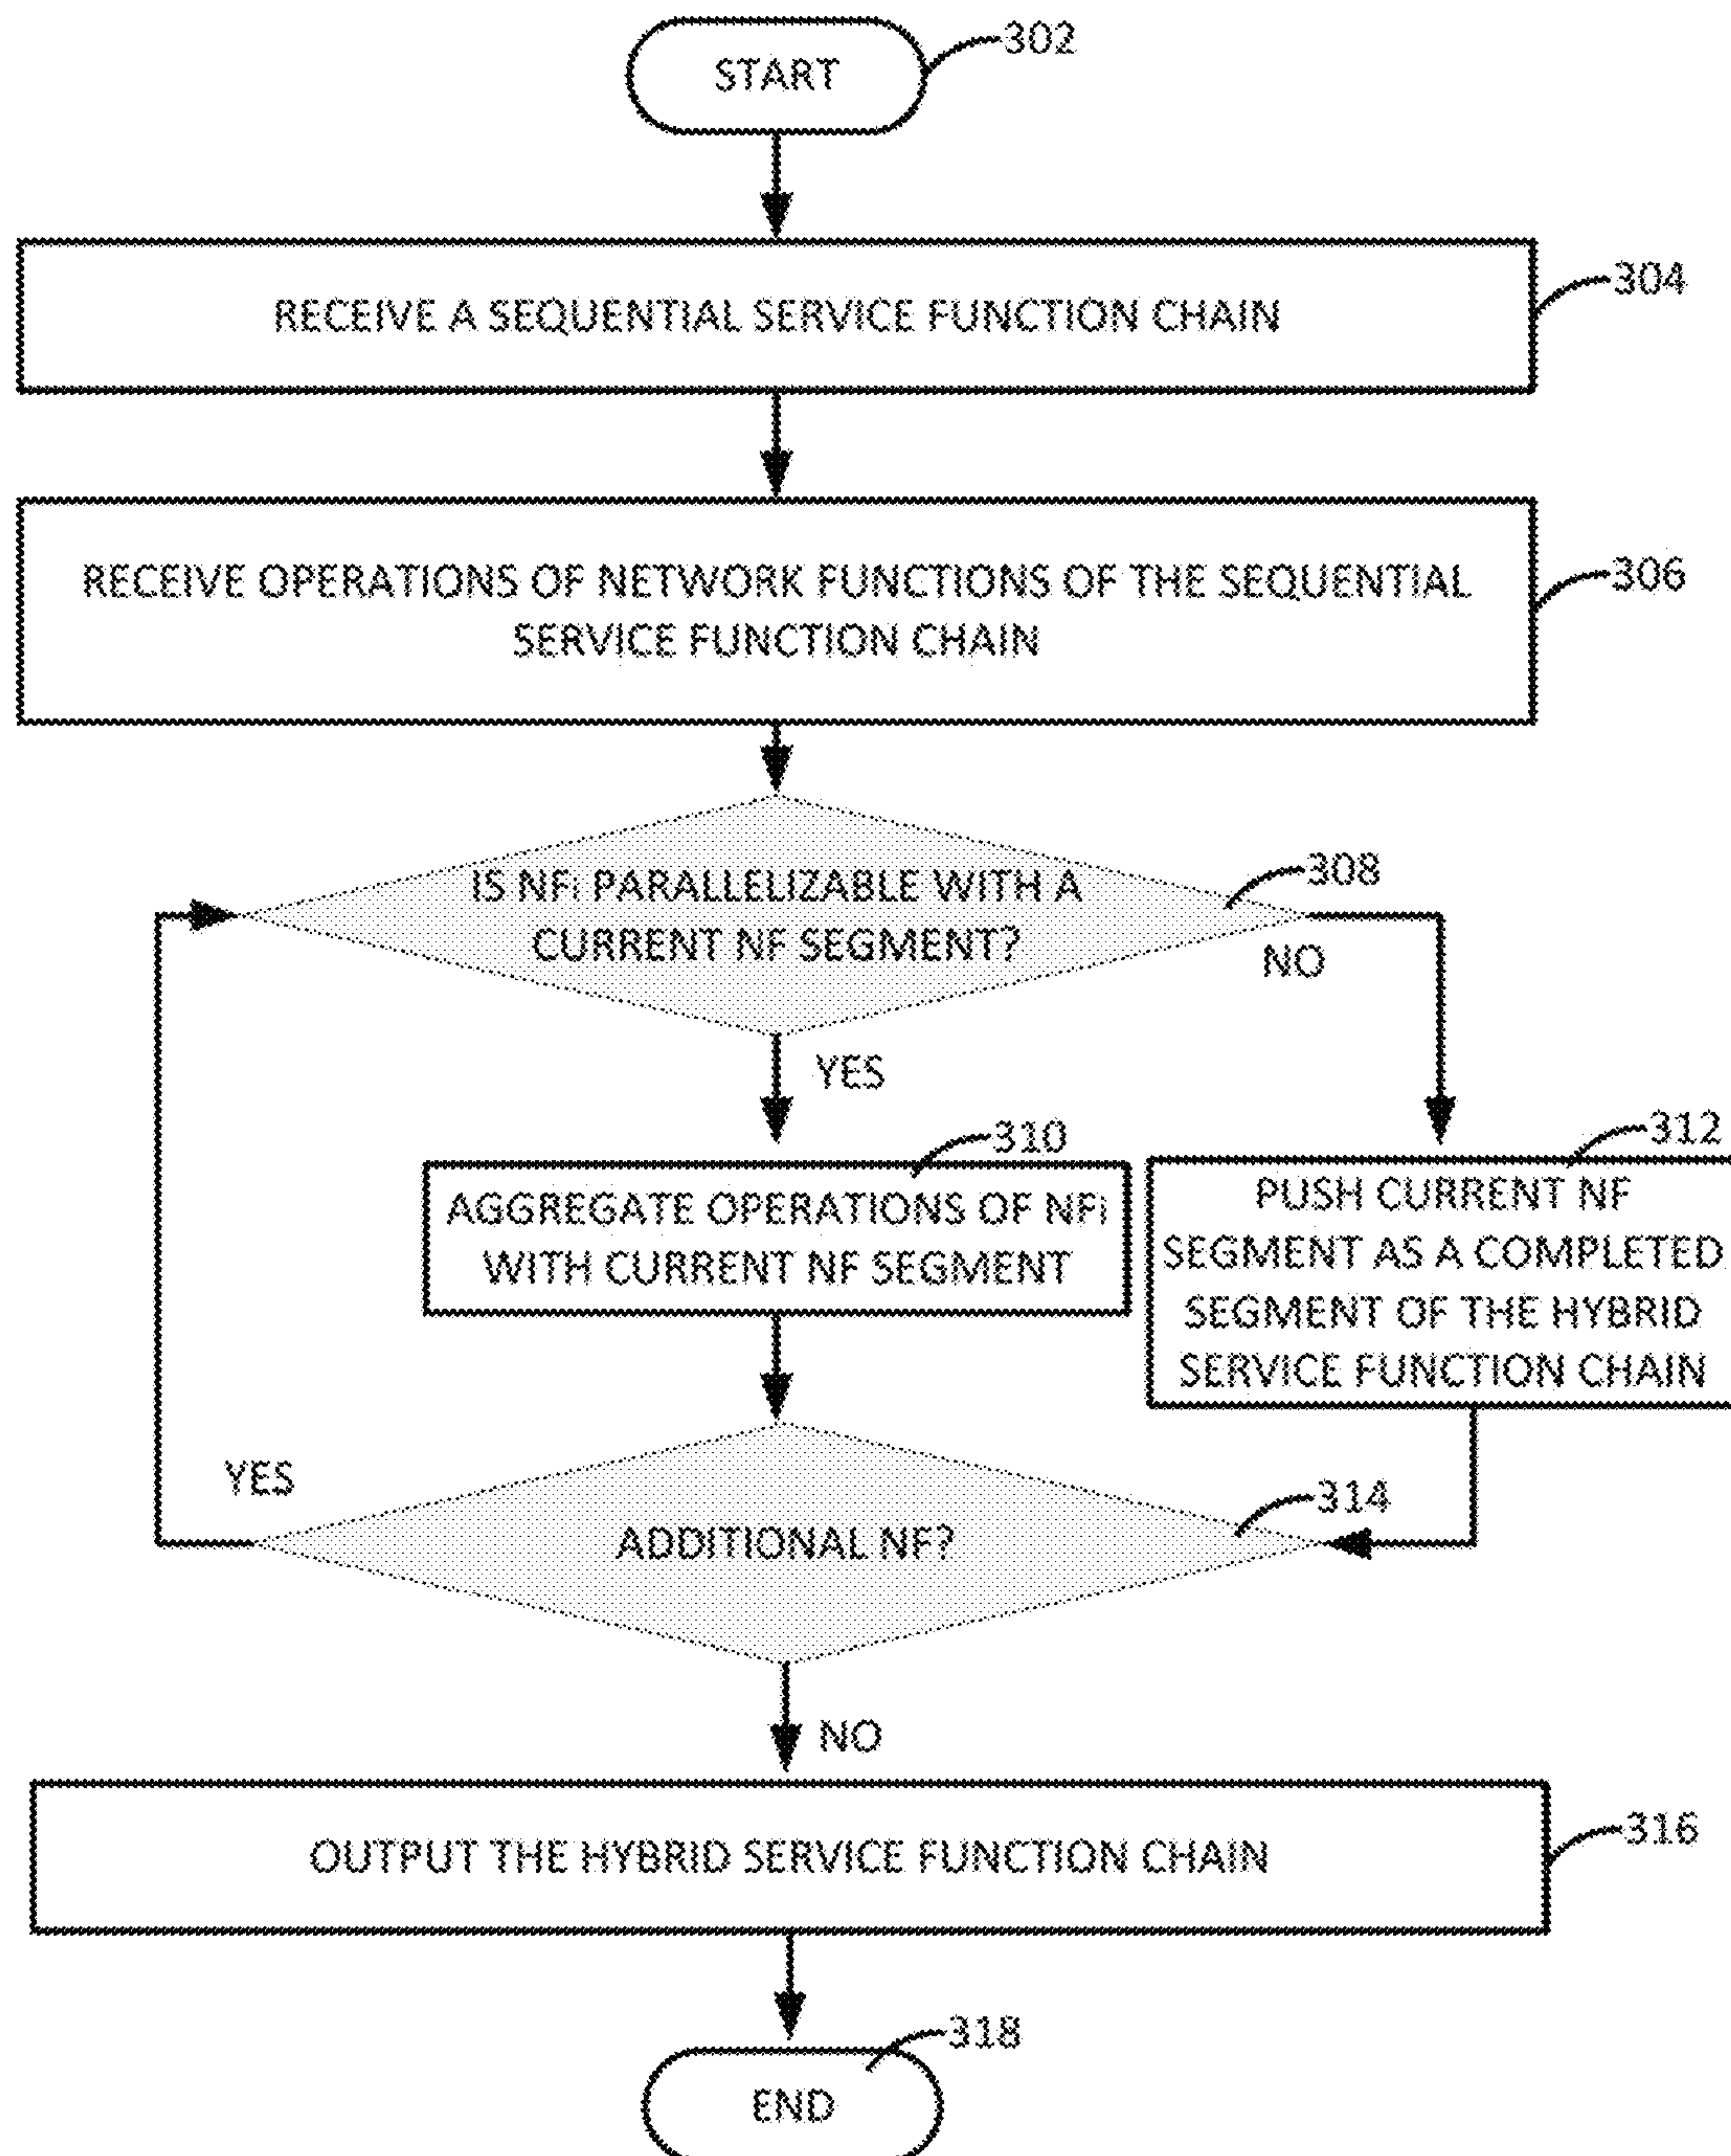 START
302
RECEIVE A SEQUENTIAL SERVICE FUNCTION CHAIN
304
RECEIVE OPERATIONS OF NETWORK FUNCTIONS OF THE SEQUENTIAL
SERVICE FUNCTION CHAIN
306
IS NFi PARALLELIZABLE WITH A
CURRENT NF SEGMENT?
308
NO
YES
310
AGGREGATE OPERATIONS OF NFi
WITH CURRENT NF SEGMENT
312
PUSH CURRENT NF
SEGMENT AS A COMPLETED
SEGMENT OF THE HYBRID
SERVICE FUNCTION CHAIN
YES
ADDITIONAL NF?
314
NO
OUTPUT THE HYBRID SERVICE FUNCTION CHAIN
316
318
END